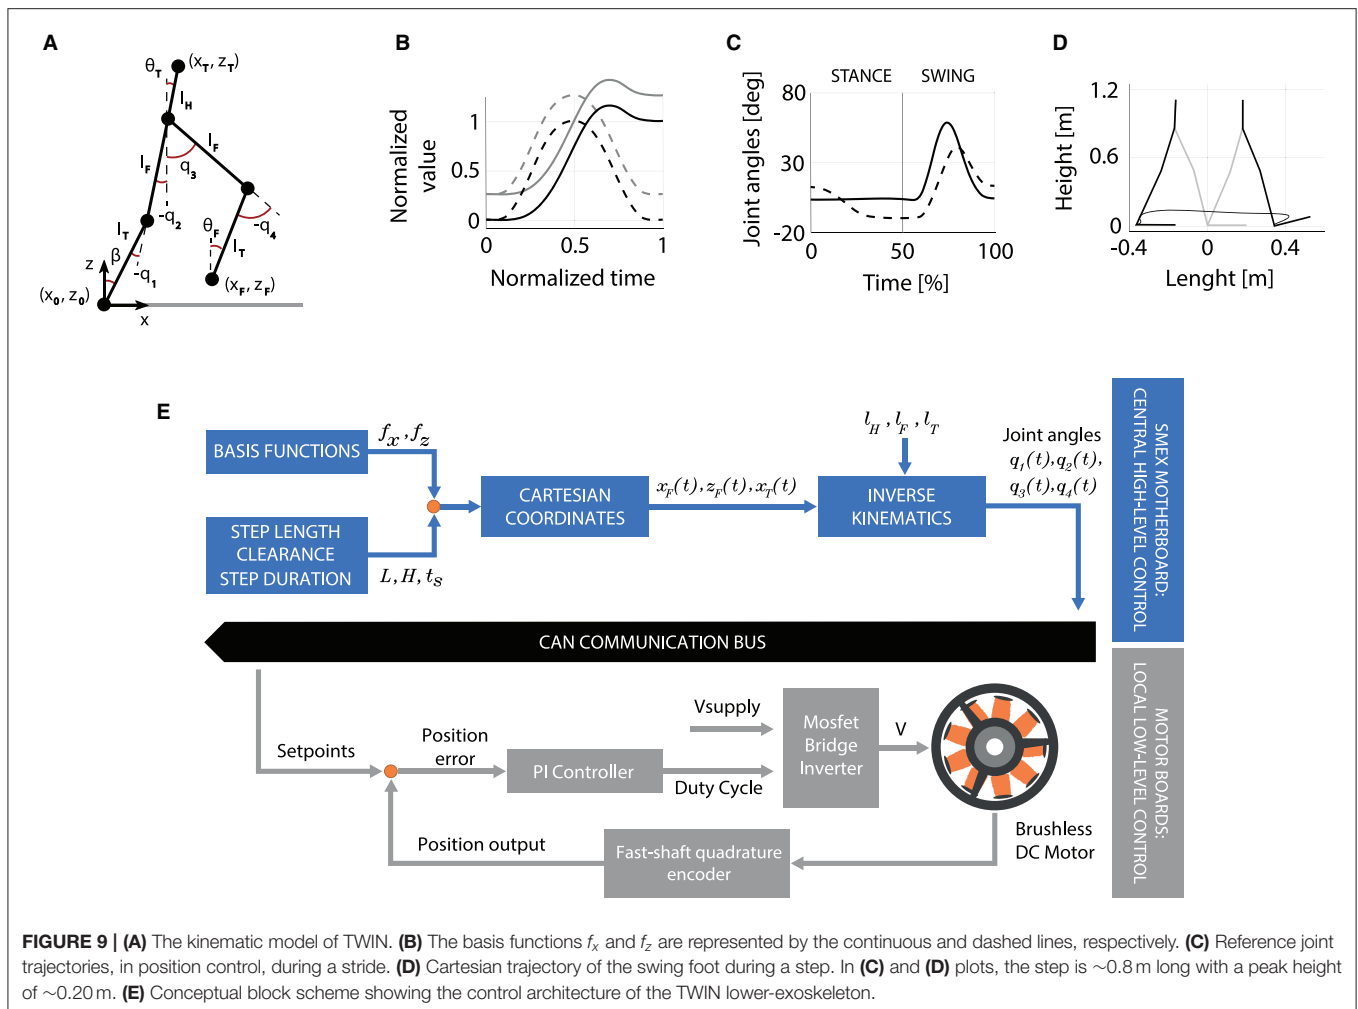 A
θT
(xT, zT)
lH
lF
q3
lF
-q2
-q4
lT
θF
lT
β
z
-q1
(x0, z0)
x
(xF, zF)
B
Normalized value
1
0.5
0
0
0.5
1
Normalized time
C
STANCE
SWING
Joint angles [deg]
80
30
-20
0
50
100
Time [%]
D
Height [m]
1.2
0.6
0
-0.4
0
0.4
Lenght [m]
E
BASIS FUNCTIONS
fx, fz
STEP LENGTH
CLEARANCE
STEP DURATION
L, H, ts
CARTESIAN
COORDINATES
xF(t), zF(t), xT(t)
lH, lF, lT
INVERSE
KINEMATICS
Joint angles
q1(t), q2(t),
q3(t), q4(t)
SMEX MOTHERBOARD:
CENTRAL HIGH-LEVEL CONTROL
CAN COMMUNICATION BUS
Setpoints
Position
error
PI Controller
Vsupply
Duty Cycle
Mosfet
Bridge
Inverter
V
Brushless
DC Motor
Position output
Fast-shaft quadrature
encoder
MOTOR BOARDS:
LOCAL LOW-LEVEL CONTROL
FIGURE 9 | (A) The kinematic model of TWIN. (B) The basis functions fx and fz are represented by the continuous and dashed lines, respectively. (C) Reference joint
trajectories, in position control, during a stride. (D) Cartesian trajectory of the swing foot during a step. In (C) and (D) plots, the step is ~0.8 m long with a peak height
of ~0.20 m. (E) Conceptual block scheme showing the control architecture of the TWIN lower-exoskeleton.